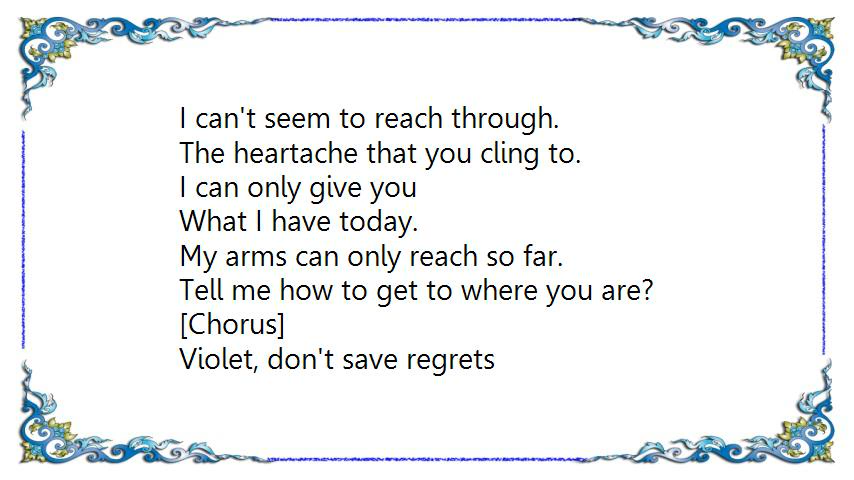 I can't seem to reach through.
The heartache that you cling to.
I can only give you
What I have today.
My arms can only reach so far.
Tell me how to get to where you are?
[Chorus]
Violet, don't save regrets